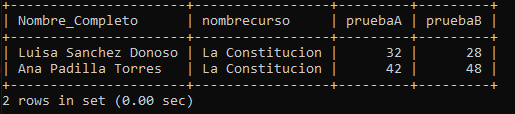 +----------------------+-----------------+---------+---------+
| Nombre_Completo      | nombrecurso     | pruebaA | pruebaB |
+----------------------+-----------------+---------+---------+
| Luisa Sanchez Donoso | La Constitucion |      32 |      28 |
| Ana Padilla Torres   | La Constitucion |      42 |      48 |
+----------------------+-----------------+---------+---------+
2 rows in set (0.00 sec)